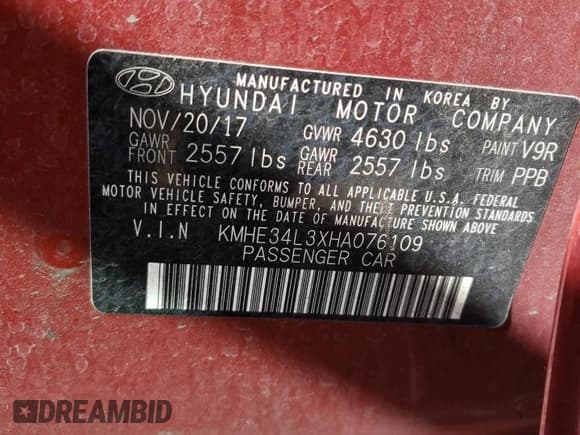 MANUFACTURED IN KOREA BY
HYUNDAI MOTOR COMPANY
NOV/20/17 GVWR 4630 lbs PAINT V9R
GAWR FRONT 2557 lbs GAWR REAR 2557 lbs TRIM PPB
THIS VEHICLE CONFORMS TO ALL APPLICABLE U.S.A. FEDERAL
MOTOR VEHICLE SAFETY, BUMPER, AND THEFT PREVENTION STANDARDS
IN EFFECT ON THE DATE OF MANUFACTURE SHOWN ABOVE.
V.I.N KMHE34L3XHA076109
PASSENGER CAR
DREAMBID